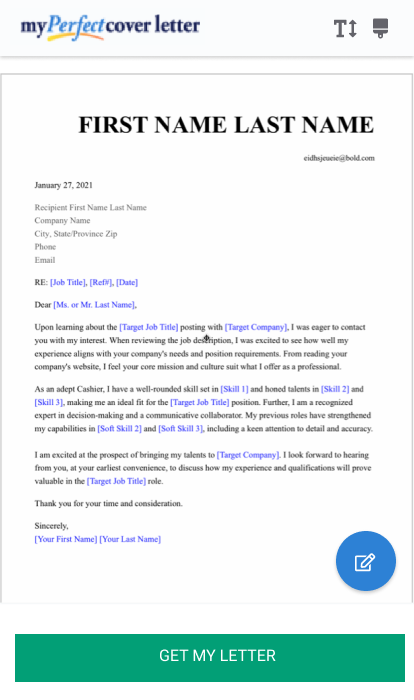 myPerfectcover letter
FIRST NAME LAST NAME
eidhsjeueie@bold.com
January 27, 2021
Recipient First Name Last Name
Company Name
City, State/Province Zip
Phone
Email
RE: [Job Title], [Ref#], [Date]
Dear [Ms. or Mr. Last Name],
Upon learning about the [Target Job Title] posting with [Target Company], I was eager to contact
you with my interest. When reviewing the job description, I was excited to see how well my
experience aligns with your company's needs and position requirements. From reading your
company's website, I feel your core mission and culture suit what I offer as a professional.
As an adept Cashier, I have a well-rounded skill set in [Skill 1] and honed talents in [Skill 2] and
[Skill 3], making me an ideal fit for the [Target Job Title] position. Further, I am a recognized
expert in decision-making and a communicative collaborator. My previous roles have strengthened
my capabilities in [Soft Skill 2] and [Soft Skill 3], including a keen attention to detail and accuracy.
I am excited at the prospect of bringing my talents to [Target Company]. I look forward to hearing
from you, at your earliest convenience, to discuss how my experience and qualifications will prove
valuable in the [Target Job Title] role.
Thank you for your time and consideration.
Sincerely,
[Your First Name] [Your Last Name]
GET MY LETTER